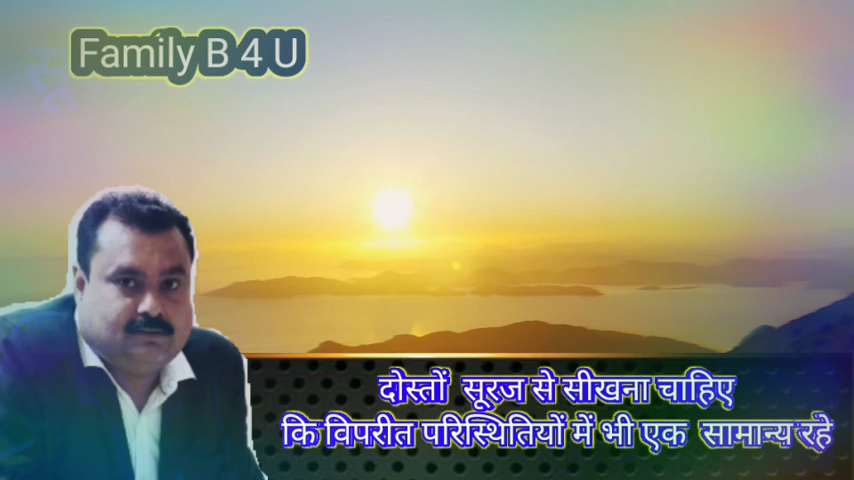 Family B 4 U
दोस्तों सूरज से सीखना चाहिए
कि विपरीत परिस्थितियों में भी एक सामान्य रहे